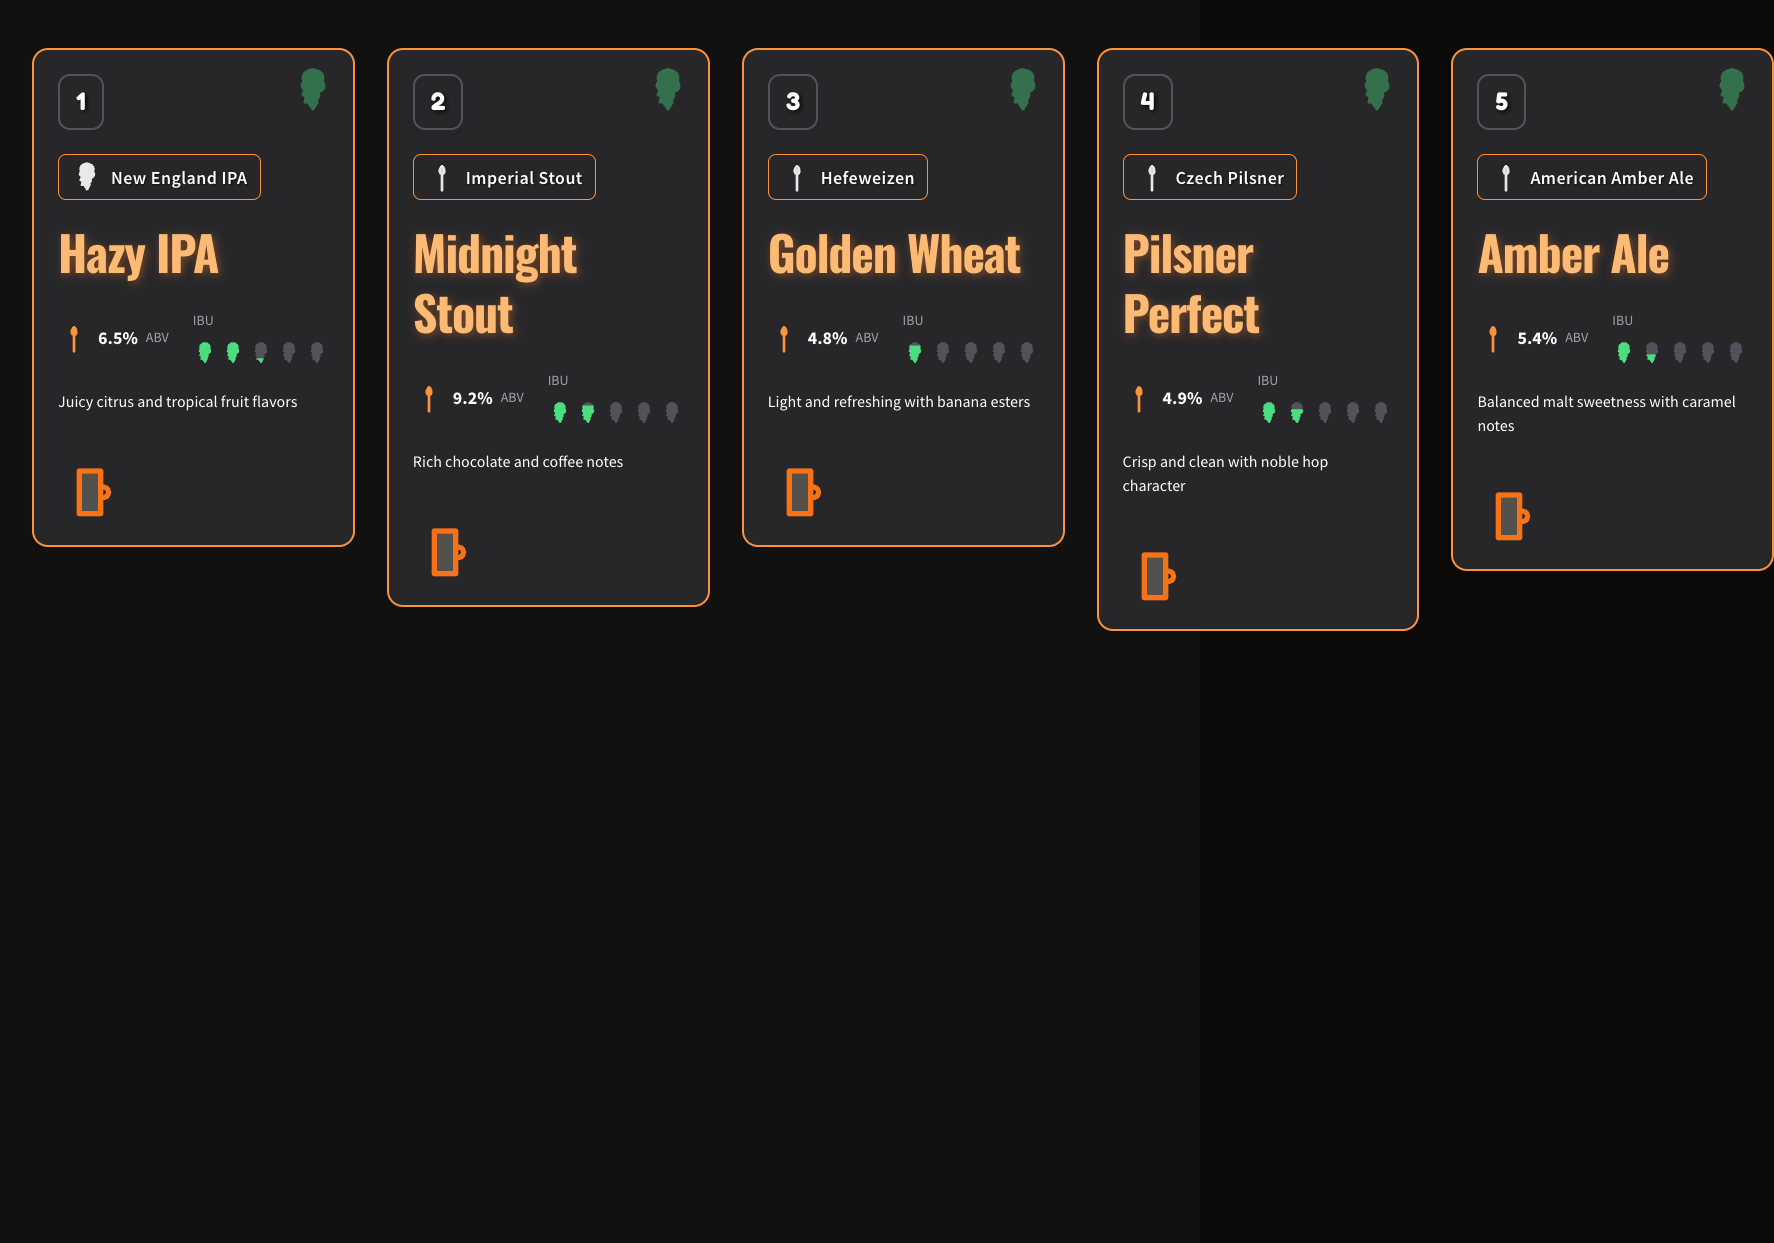 1
New England IPA
Hazy IPA
6.5% ABV
IBU
Juicy citrus and tropical fruit flavors
2
Imperial Stout
Midnight
Stout
9.2% ABV
IBU
Rich chocolate and coffee notes
3
Hefeweizen
Golden Wheat
4.8% ABV
IBU
Light and refreshing with banana esters
4
Czech Pilsner
Pilsner
Perfect
4.9% ABV
IBU
Crisp and clean with noble hop
character
5
American Amber Ale
Amber Ale
5.4% ABV
IBU
Balanced malt sweetness with caramel
notes